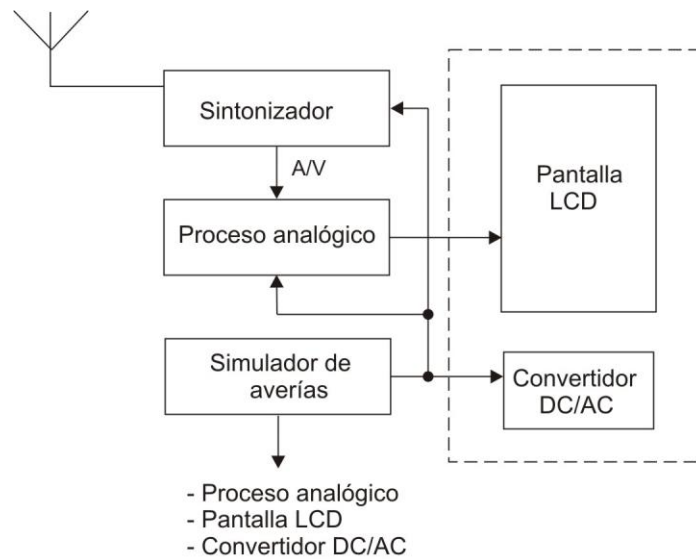 Sintonizador
A/V
Proceso analógico
Pantalla
LCD
Simulador de
averías
Convertidor
DC/AC
- Proceso analógico
- Pantalla LCD
- Convertidor DC/AC